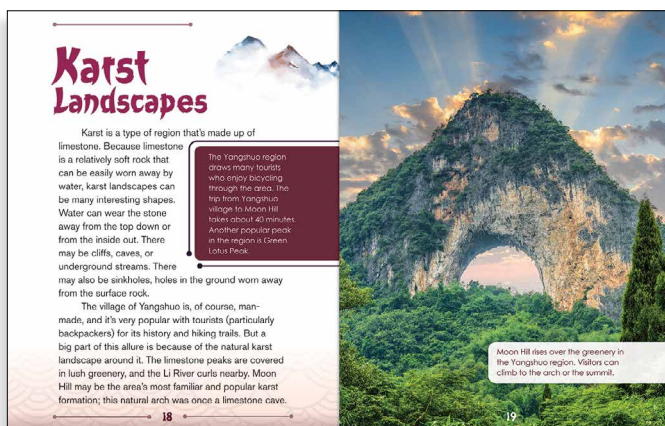 Karst
Landscapes
Karst is a type of region that's made up of
limestone. Because limestone
is a relatively soft rock that
can be easily worn away by
water, karst landscapes can
be many interesting shapes.
Water can wear the stone
away from the top down or
from the inside out. There
may be cliffs, caves, or
underground streams. There
may also be sinkholes, holes in the ground worn away
from the surface rock.
The Yangshuo region
draws many tourists
who enjoy bicycling
through the area. The
trip from Yangshuo
village to Moon Hill
takes about 40 minutes.
Another popular peak
in the region is Green
Lotus Peak.
The village of Yangshuo is, of course, man-
made, and it's very popular with tourists (particularly
backpackers) for its history and hiking trails. But a
big part of this allure is because of the natural karst
landscape around it. The limestone peaks are covered
in lush greenery, and the Li River curls nearby. Moon
Hill may be the area's most familiar and popular karst
formation; this natural arch was once a limestone cave.
18
Moon Hill rises over the greenery in
the Yangshuo region. Visitors can
climb to the arch or the summit.
19